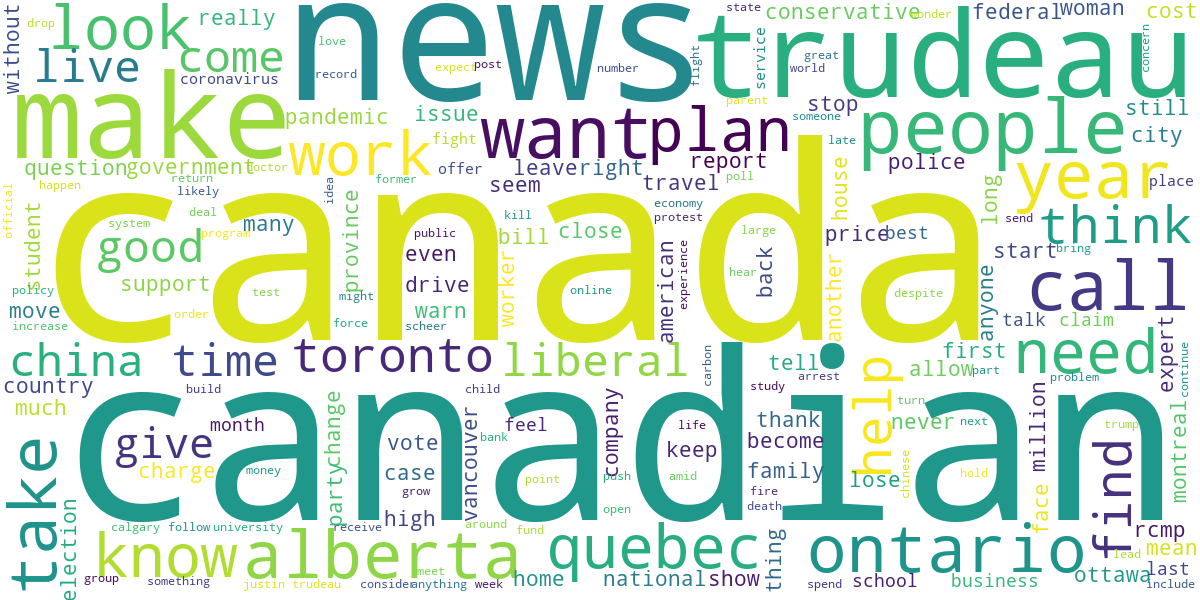 canada
canadian
news
trudeau
make
people
want
plan
work
look
come
live
year
think
call
need
help
find
ontario
quebec
alberta
know
take
give
china
time
toronto
liberal
good
without
drop
really
coronavirus
pandemic
issue
love
record
expect
post
number
flight
state
conservative
wonder
federal
woman
cost
service
great
world
concern
parent
stop
someone
still
city
question
government
doctor
fight
offer
leave
right
report
late
police
place
official
happen
return
likely
idea
former
seem
travel
poll
house
long
send
student
system
deal
program
many
province
public
kill
bill
close
economy
protest
large
price
best
start
bring
even
support
test
drive
worker
american
experience
back
hear
another
despite
anyone
talk
claim
policy
move
increase
order
might
force
warn
scheer
online
country
build
child
carbon
tell
arrest
study
allow
first
part
problem
expert
continue
much
month
change
vote
feel
company
life
thank
become
keep
never
turn
next
million
trump
montreal
charge
money
party
case
grow
vancouver
bank
point
push
amid
family
fire
death
lose
chinese
hold
face
election
calgary
follow
university
receive
high
around
fund
open
thing
rcmp
lead
mean
group
something
justin trudeau
consider
meet
anything
week
home
national
show
spend
school
business
ottawa
last
include